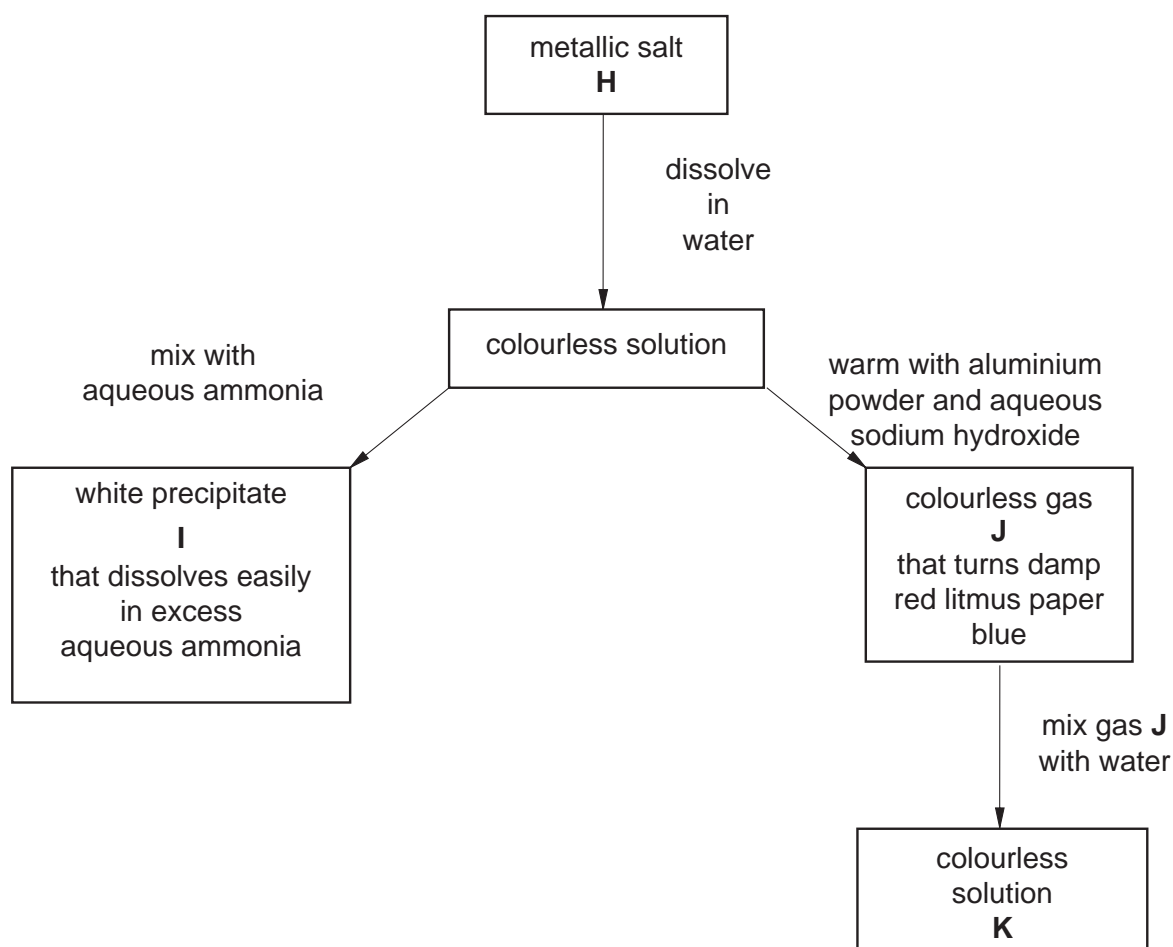 metallic salt
H
dissolve
in
water
colourless solution
mix with
aqueous ammonia
warm with aluminium
powder and aqueous
sodium hydroxide
white precipitate
I
that dissolves easily
in excess
aqueous ammonia
colourless gas
J
that turns damp
red litmus paper
blue
mix gas J
with water
colourless
solution
K